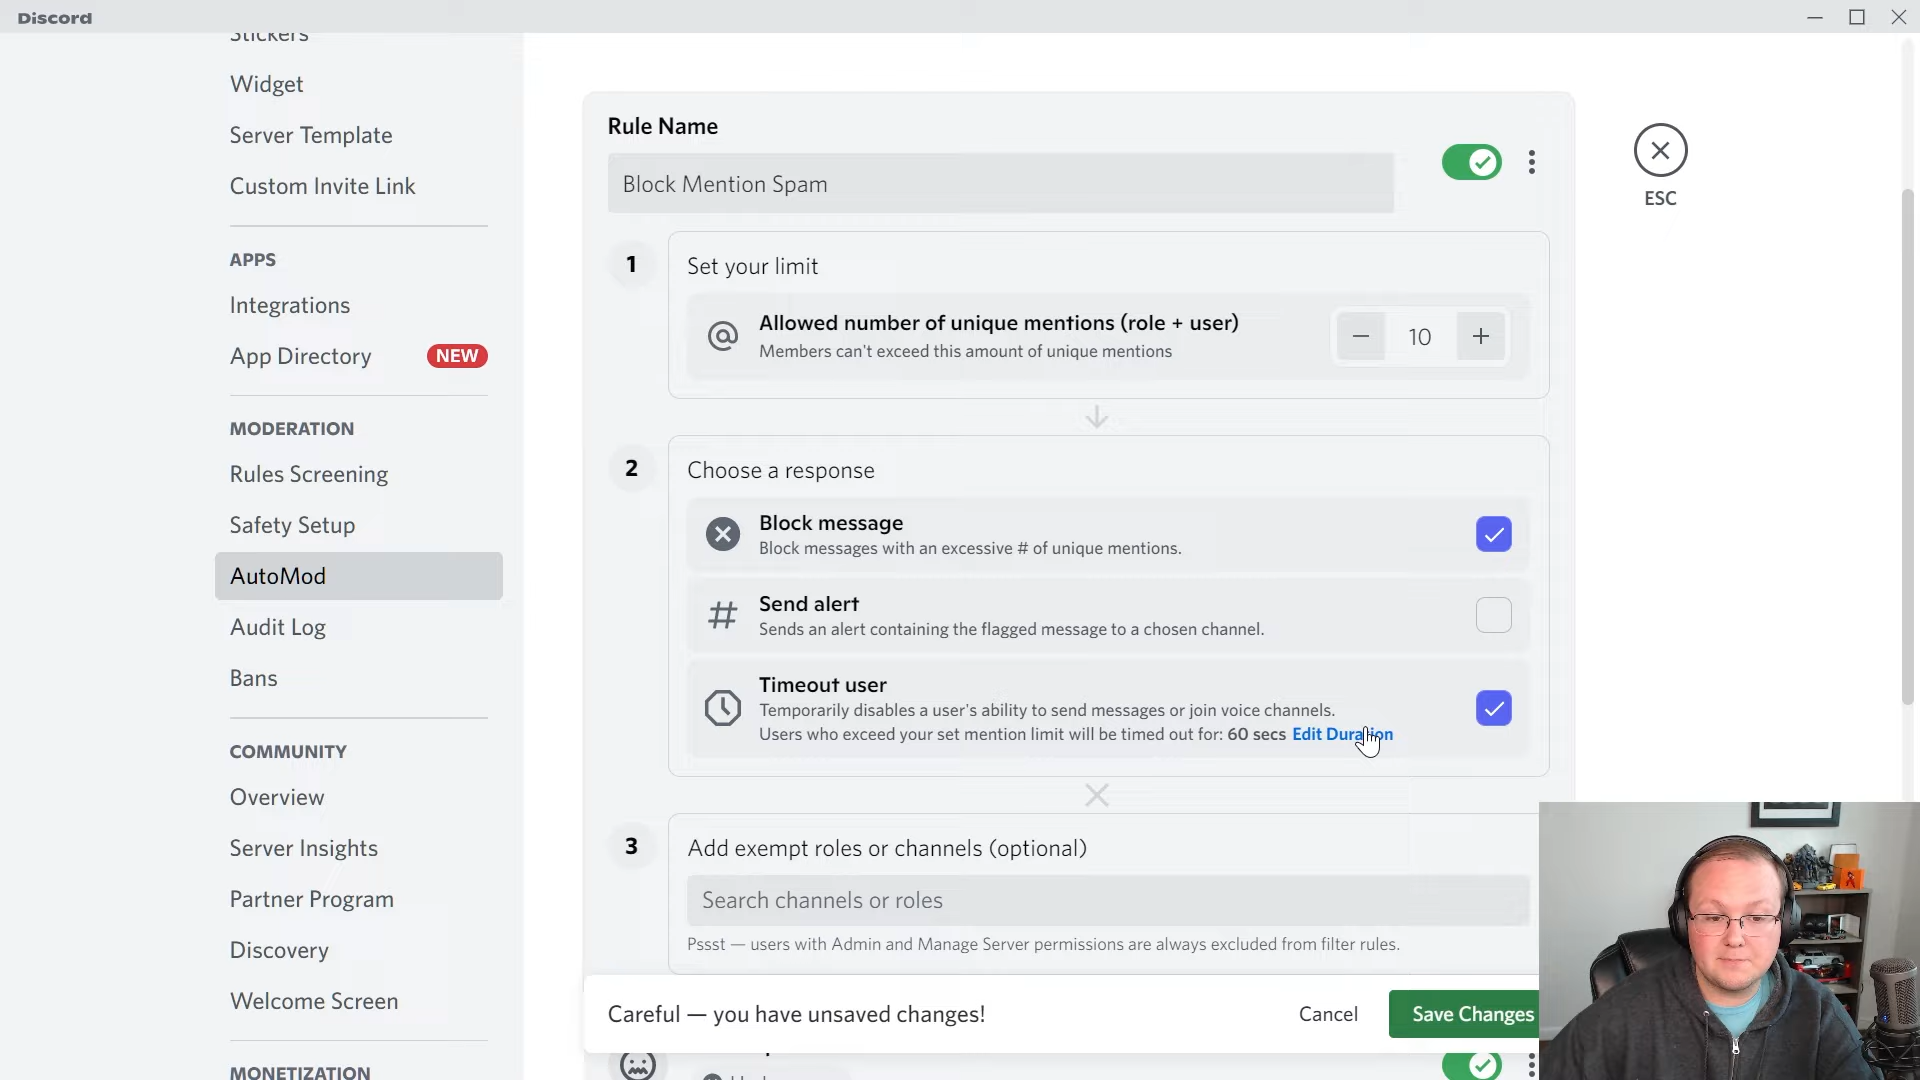 Discord
Stickers
Widget
Server Template
Custom Invite Link
APPS
Integrations
App Directory NEW
MODERATION
Rules Screening
Safety Setup
AutoMod
Audit Log
Bans
COMMUNITY
Overview
Server Insights
Partner Program
Discovery
Welcome Screen
MONETIZATION
Rule Name
Block Mention Spam
ESC
1 Set your limit
Allowed number of unique mentions (role + user)
Members can't exceed this amount of unique mentions
10
2 Choose a response
Block message
Block messages with an excessive # of unique mentions.
Send alert
Sends an alert containing the flagged message to a chosen channel.
Timeout user
Temporarily disables a user's ability to send messages or join voice channels.
Users who exceed your set mention limit will be timed out for: 60 secs Edit Duration
3 Add exempt roles or channels (optional)
Search channels or roles
Pssst — users with Admin and Manage Server permissions are always excluded from filter rules.
Careful — you have unsaved changes!
Cancel
Save Changes